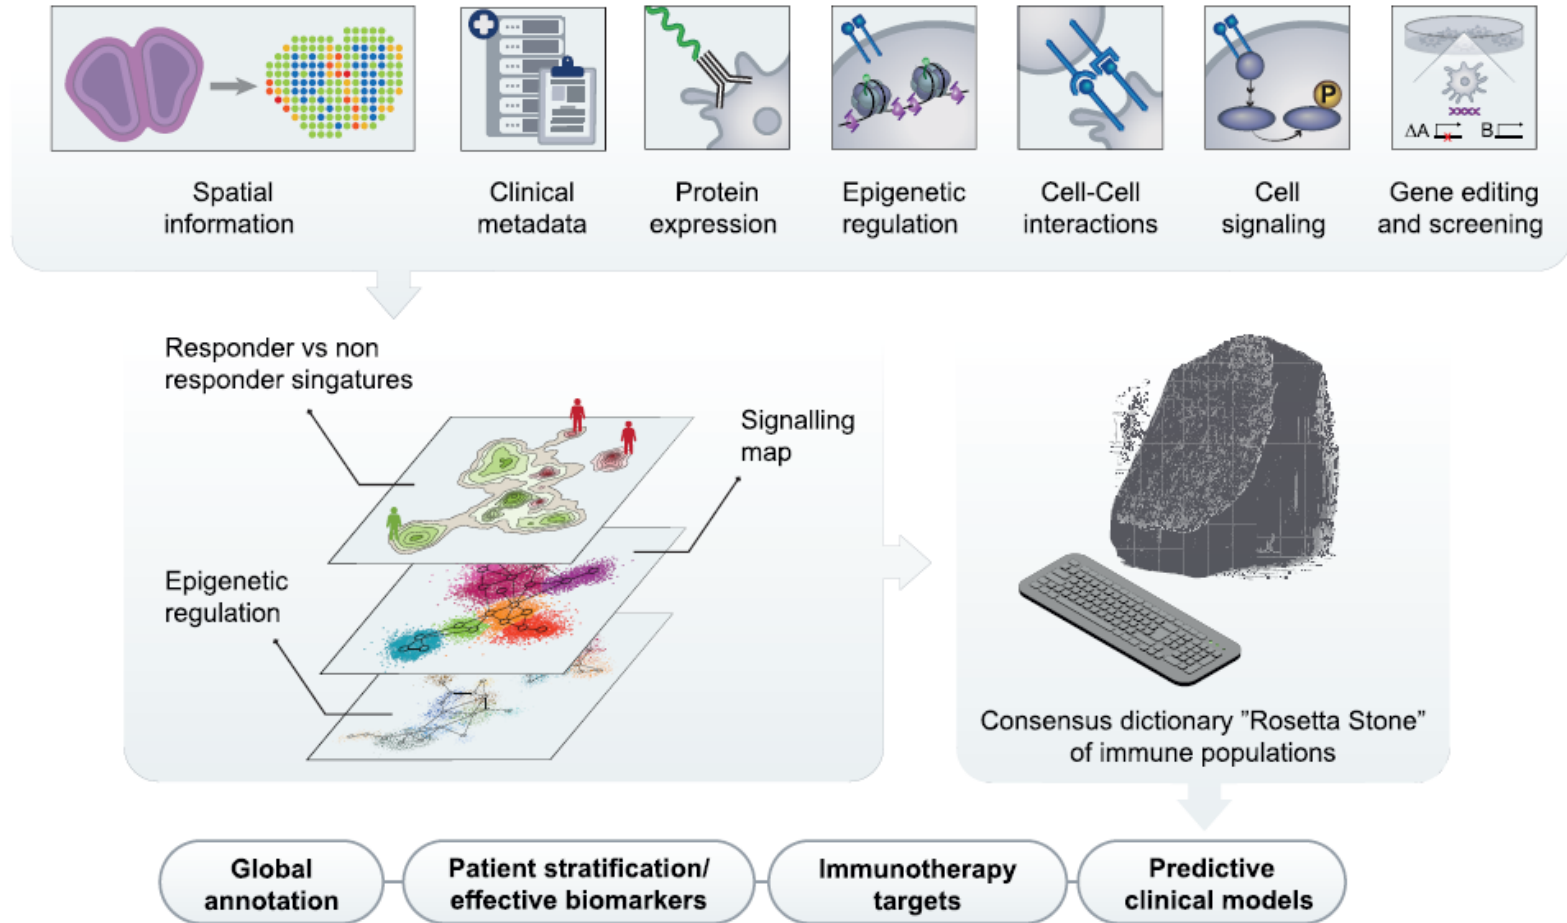 P
ΔA
B
Spatial
information
Clinical
metadata
Protein
expression
Epigenetic
regulation
Cell-Cell
interactions
Cell
signaling
Gene editing
and screening
Responder vs non
responder singatures
Signalling
map
Epigenetic
regulation
Consensus dictionary ”Rosetta Stone”
of immune populations
Global
annotation
Patient stratification/
effective biomarkers
Immunotherapy
targets
Predictive
clinical models